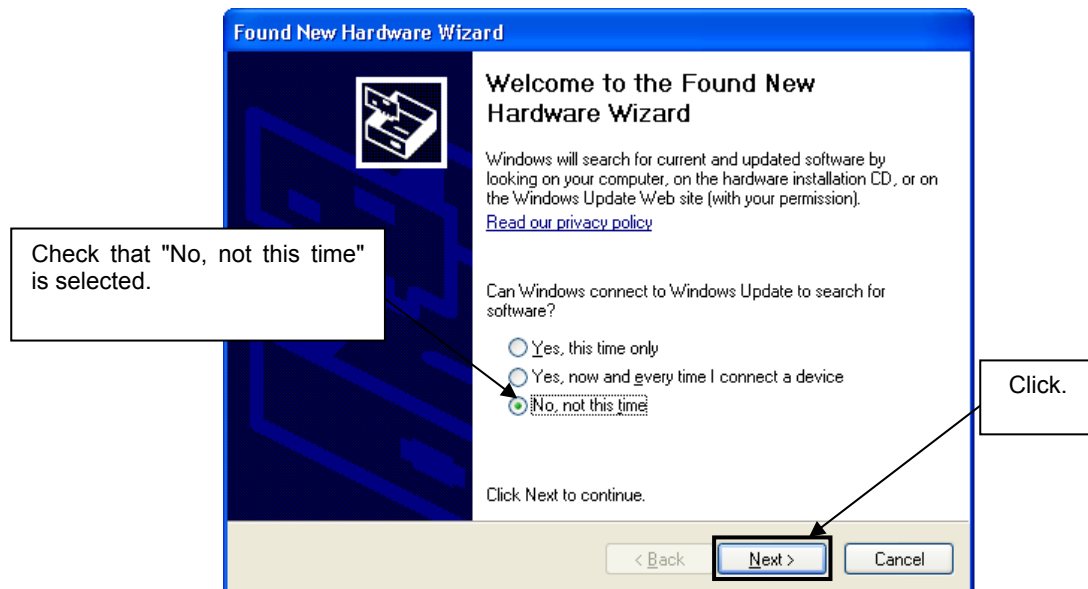 Found New Hardware Wizard
Welcome to the Found New
Hardware Wizard
Windows will search for current and updated software by
looking on your computer, on the hardware installation CD, or on
the Windows Update Web site (with your permission).
Read our privacy policy
Check that "No, not this time"
is selected.
Can Windows connect to Windows Update to search for
software?
Yes, this time only
Yes, now and every time I connect a device
No, not this time
Click.
Click Next to continue.
< Back
Next >
Cancel